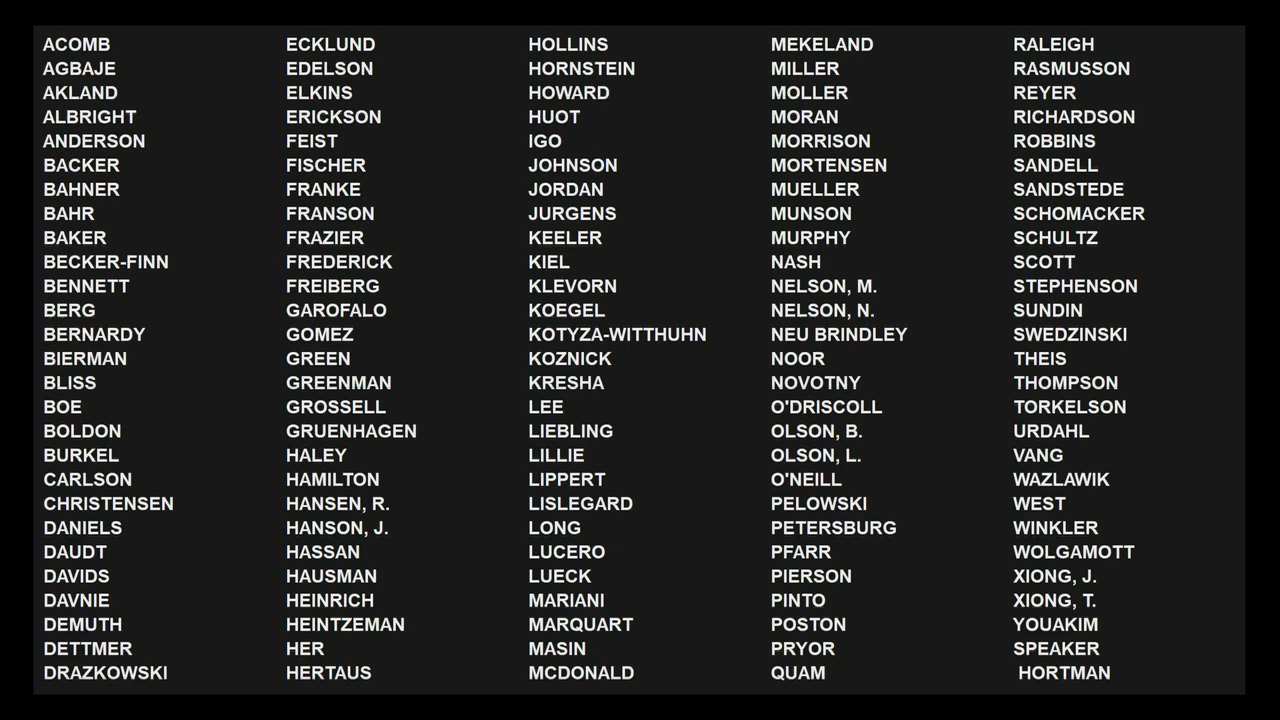 ACOMB
AGBAJE
AKLAND
ALBRIGHT
ANDERSON
BACKER
BAHNER
BAHR
BAKER
BECKER-FINN
BENNETT
BERG
BERNARDY
BIERMAN
BLISS
BOE
BOLDON
BURKEL
CARLSON
CHRISTENSEN
DANIELS
DAUDT
DAVIDS
DAVNIE
DEMUTH
DETTMER
DRAZKOWSKI
ECKLUND
EDELSON
ELKINS
ERICKSON
FEIST
FISCHER
FRANKE
FRANSON
FRAZIER
FREDERICK
FREIBERG
GAROFALO
GOMEZ
GREEN
GREENMAN
GROSSELL
GRUENHAGEN
HALEY
HAMILTON
HANSEN, R.
HANSON, J.
HASSAN
HAUSMAN
HEINRICH
HEINTZEMAN
HER
HERTAUS
HOLLINS
HORNSTEIN
HOWARD
HUOT
IGO
JOHNSON
JORDAN
JURGENS
KEELER
KIEL
KLEVORN
KOEGEL
KOTYZA-WITTHUHN
KOZNICK
KRESHA
LEE
LIEBLING
LILLIE
LIPPERT
LISLEGARD
LONG
LUCERO
LUECK
MARIANI
MARQUART
MASIN
MCDONALD
MEKELAND
MILLER
MOLLER
MORAN
MORRISON
MORTENSEN
MUELLER
MUNSON
MURPHY
NASH
NELSON, M.
NELSON, N.
NEU BRINDLEY
NOOR
NOVOTNY
O'DRISCOLL
OLSON, B.
OLSON, L.
O'NEILL
PELOWSKI
PETERSBURG
PFARR
PIERSON
PINTO
POSTON
PRYOR
QUAM
RALEIGH
RASMUSSON
REYER
RICHARDSON
ROBBINS
SANDELL
SANDSTEDE
SCHOMACKER
SCHULTZ
SCOTT
STEPHENSON
SUNDIN
SWEDZINSKI
THEIS
THOMPSON
TORKELSON
URDAHL
VANG
WAZLAWIK
WEST
WINKLER
WOLGAMOTT
XIONG, J.
XIONG, T.
YOUAKIM
SPEAKER
HORTMAN